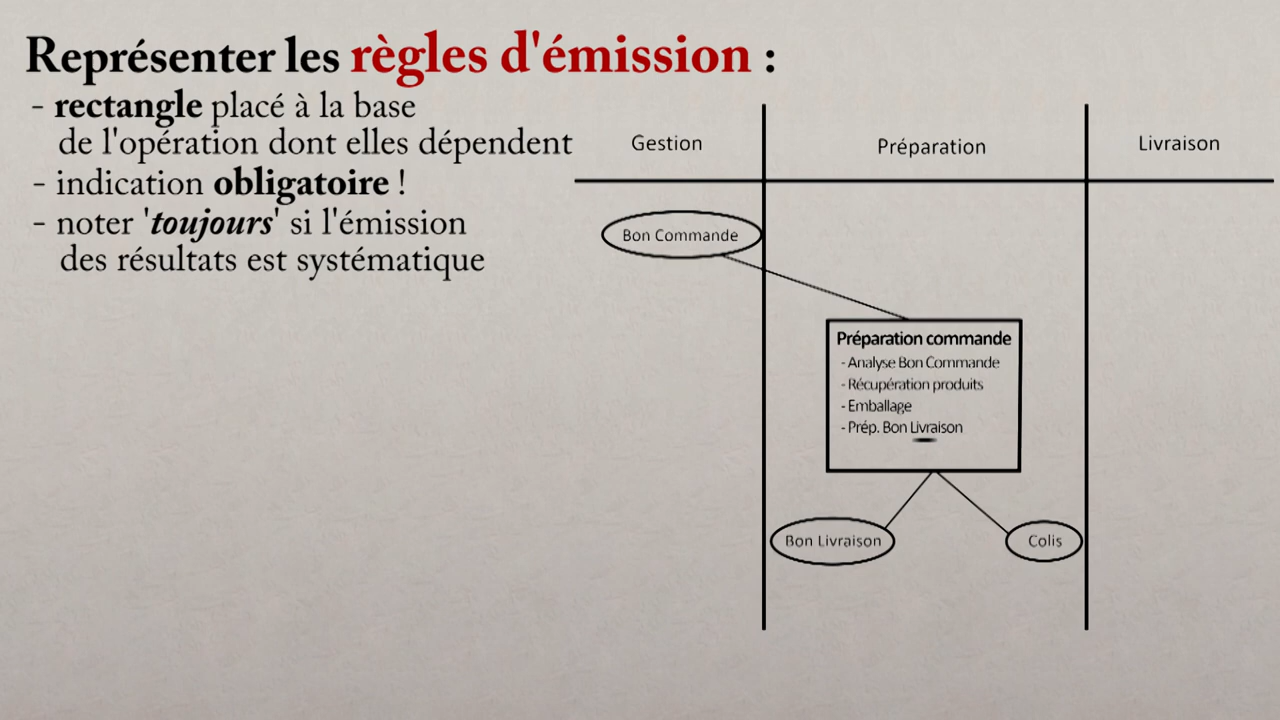 Représenter les règles d'émission :
- rectangle placé à la base
de l'opération dont elles dépendent
- indication obligatoire !
- noter 'toujours' si l'émission
des résultats est systématique
Gestion
Préparation
Livraison
Bon Commande
Préparation commande
- Analyse Bon Commande
- Récupération produits
- Emballage
- Prép. Bon Livraison
Bon Livraison
Colis